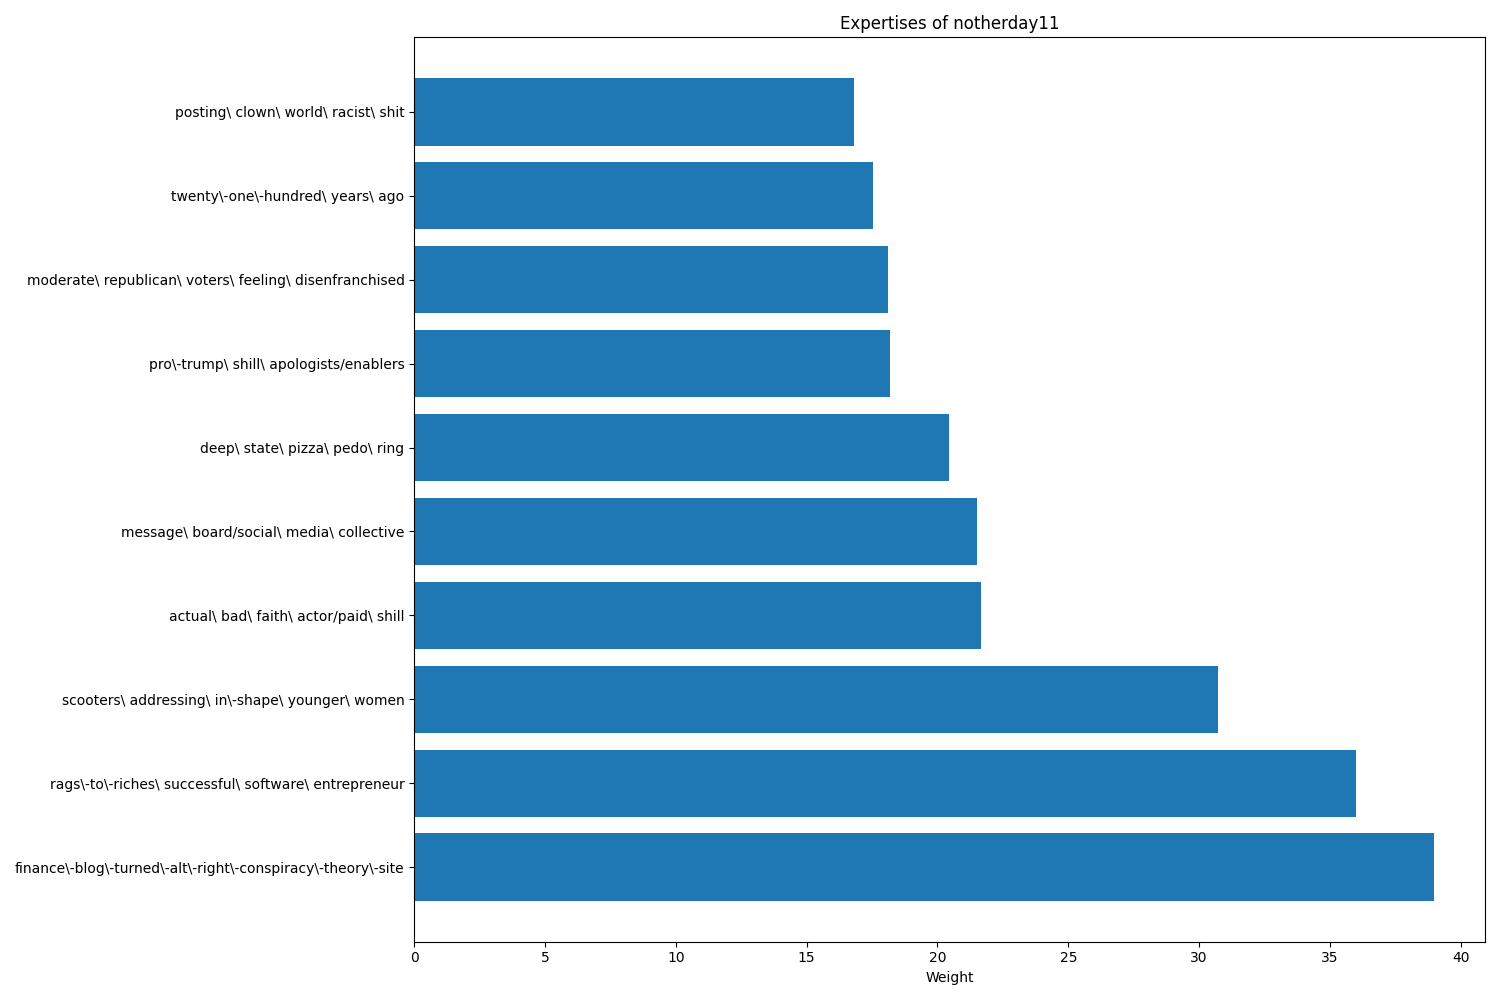 Expertises of notherday11
posting\ clown\ world\ racist\ shit
twenty\-one\-hundred\ years\ ago
moderate\ republican\ voters\ feeling\ disenfranchised
pro\-trump\ shill\ apologists/enablers
deep\ state\ pizza\ pedo\ ring
message\ board/social\ media\ collective
actual\ bad\ faith\ actor/paid\ shill
scooters\ addressing\ in\-shape\ younger\ women
rags\-to\-riches\ successful\ software\ entrepreneur
finance\-blog\-turned\-alt\-right\-conspiracy\-theory\-site
0 5 10 15 20 25 30 35 40
Weight